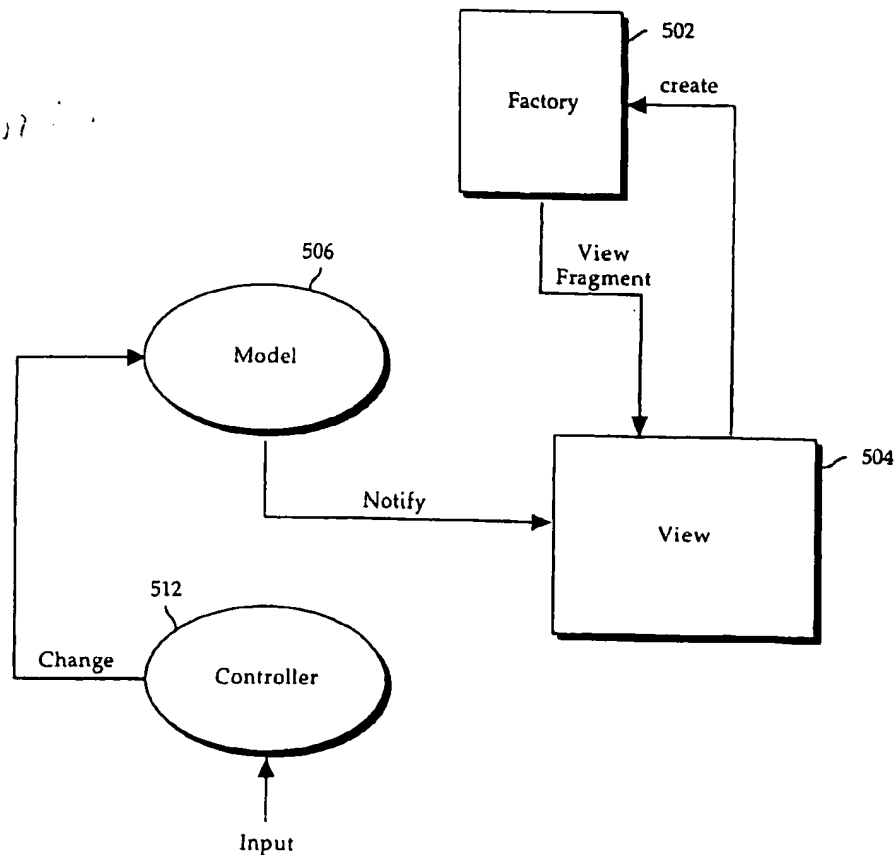 502
Factory
create
View
Fragment
506
Model
504
Notify
View
512
Change
Controller
Input